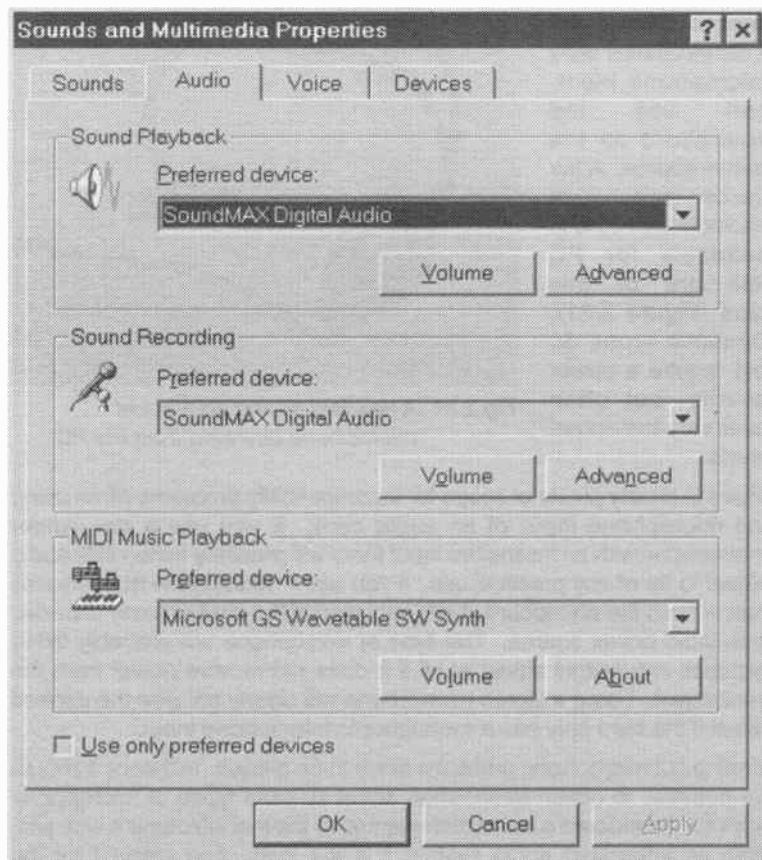 Sounds and Multimedia Properties
Sounds Audio Voice Devices
Sound Playback
Preferred device:
SoundMAX Digital Audio
Volume Advanced
Sound Recording
Preferred device:
SoundMAX Digital Audio
Volume Advanced
MIDI Music Playback
Preferred device:
Microsoft GS Wavetable SW Synth
Volume About
Use only preferred devices
OK Cancel Apply